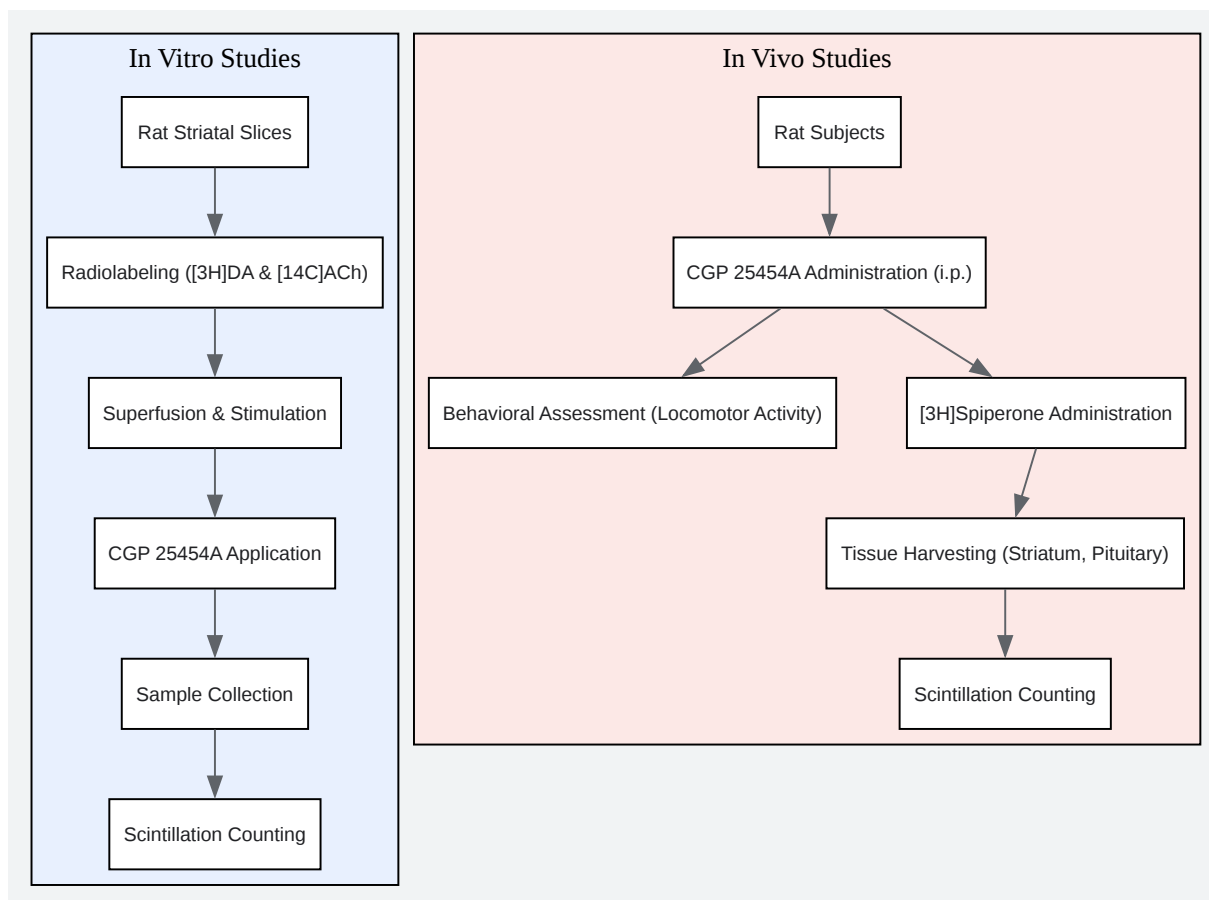 In Vitro Studies
Rat Striatal Slices
Radiolabeling ([3H]DA & [14C]ACh)
Superfusion & Stimulation
CGP 25454A Application
Sample Collection
Scintillation Counting
In Vivo Studies
Rat Subjects
CGP 25454A Administration (i.p.)
Behavioral Assessment (Locomotor Activity)
[3H]Spiperone Administration
Tissue Harvesting (Striatum, Pituitary)
Scintillation Counting